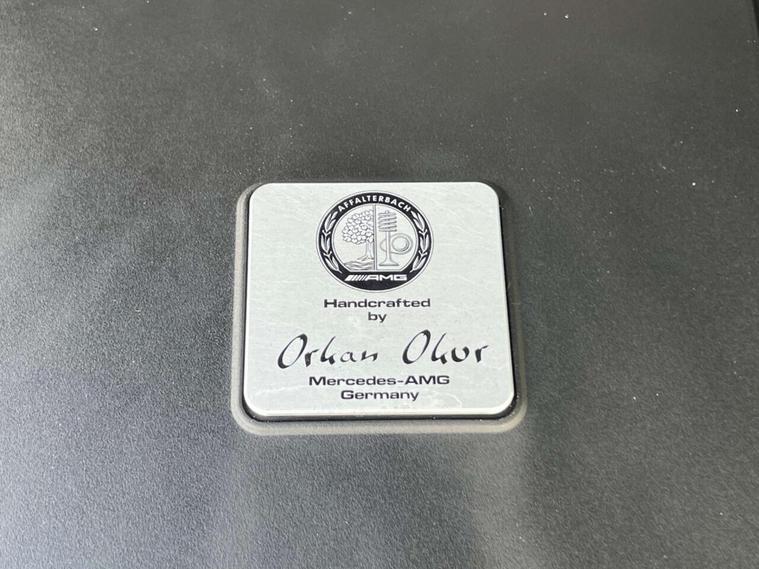 AFFALTERBACH
AMG
Handcrafted
by
Orhan Okur
Mercedes-AMG
Germany